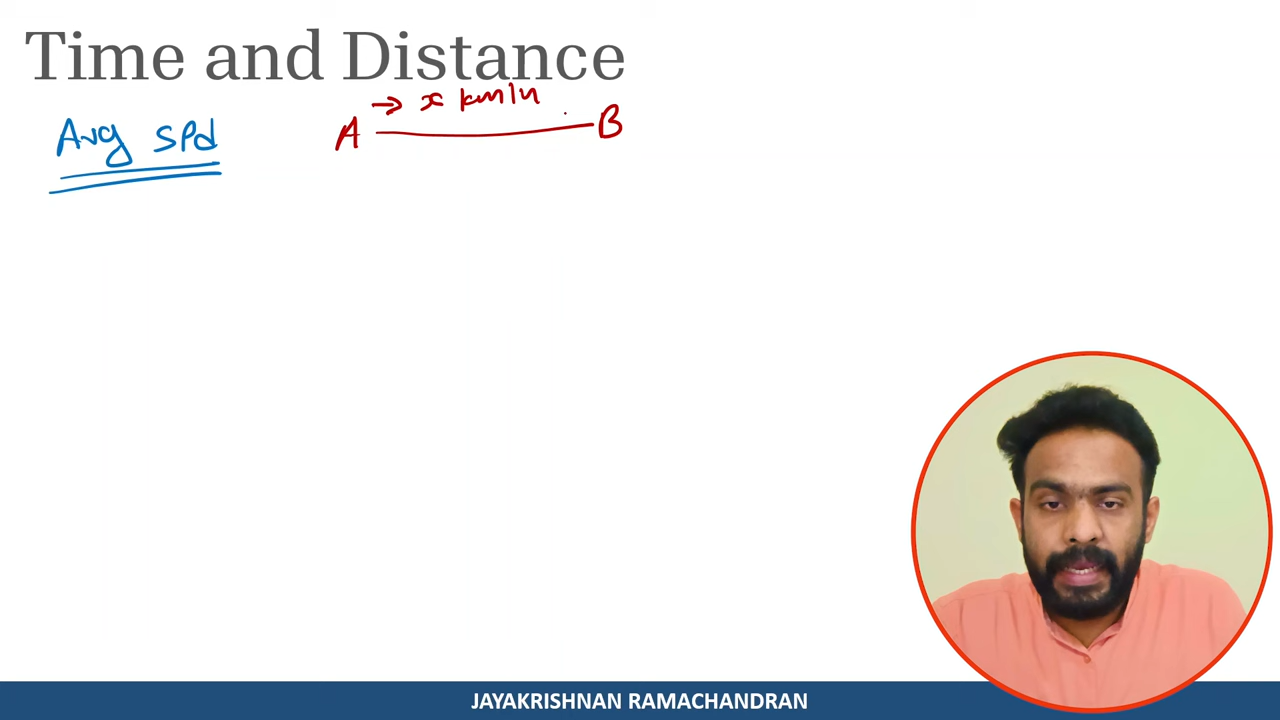 Time and Distance
→ x km/h
Avg SPd
A B
JAYAKRISHNAN RAMACHANDRAN